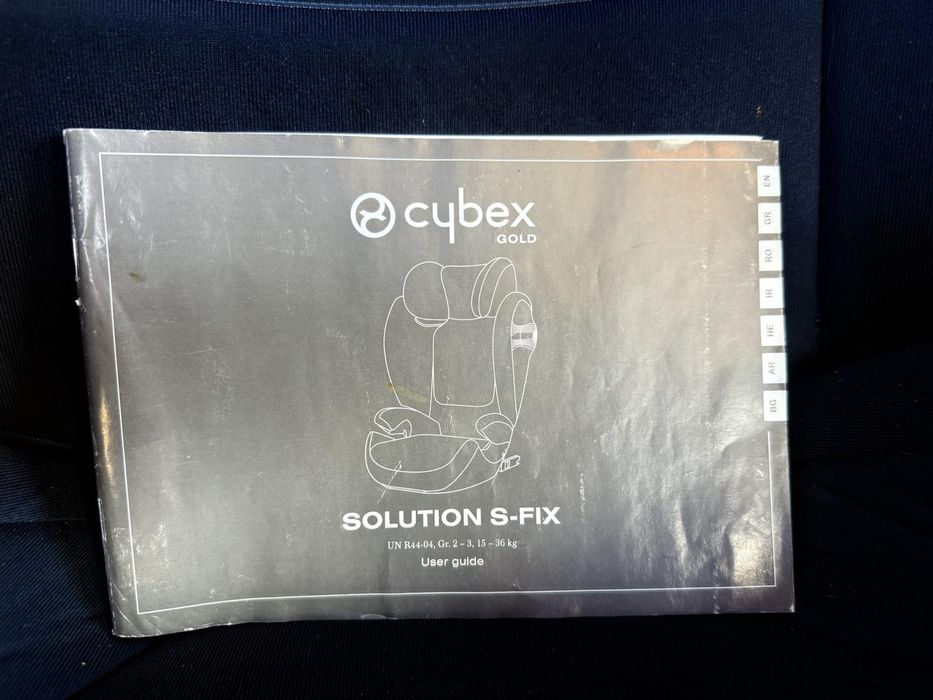 cybex
GOLD
SOLUTION S-FIX
UN R44-04, Gr. 2 – 3, 15 – 36 kg
User guide
EN
GR
RO
IR
HE
AR
BG